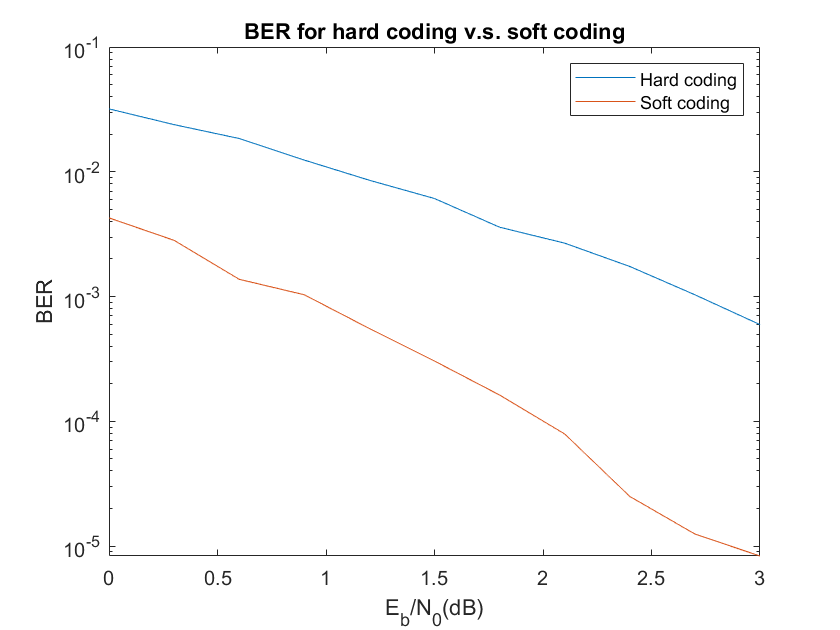 BER for hard coding v.s. soft coding
Hard coding
Soft coding
10^-1
10^-2
10^-3
10^-4
10^-5
BER
0 0.5 1 1.5 2 2.5 3
E_b/N_0(dB)